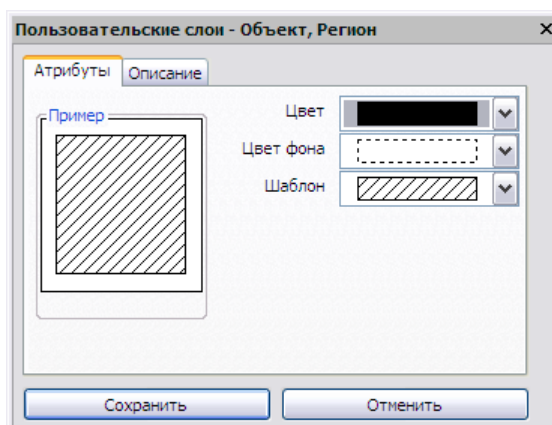 Пользовательские слои - Объект, Регион
Атрибуты Описание
Пример
Цвет
Цвет фона
Шаблон
Сохранить Отменить